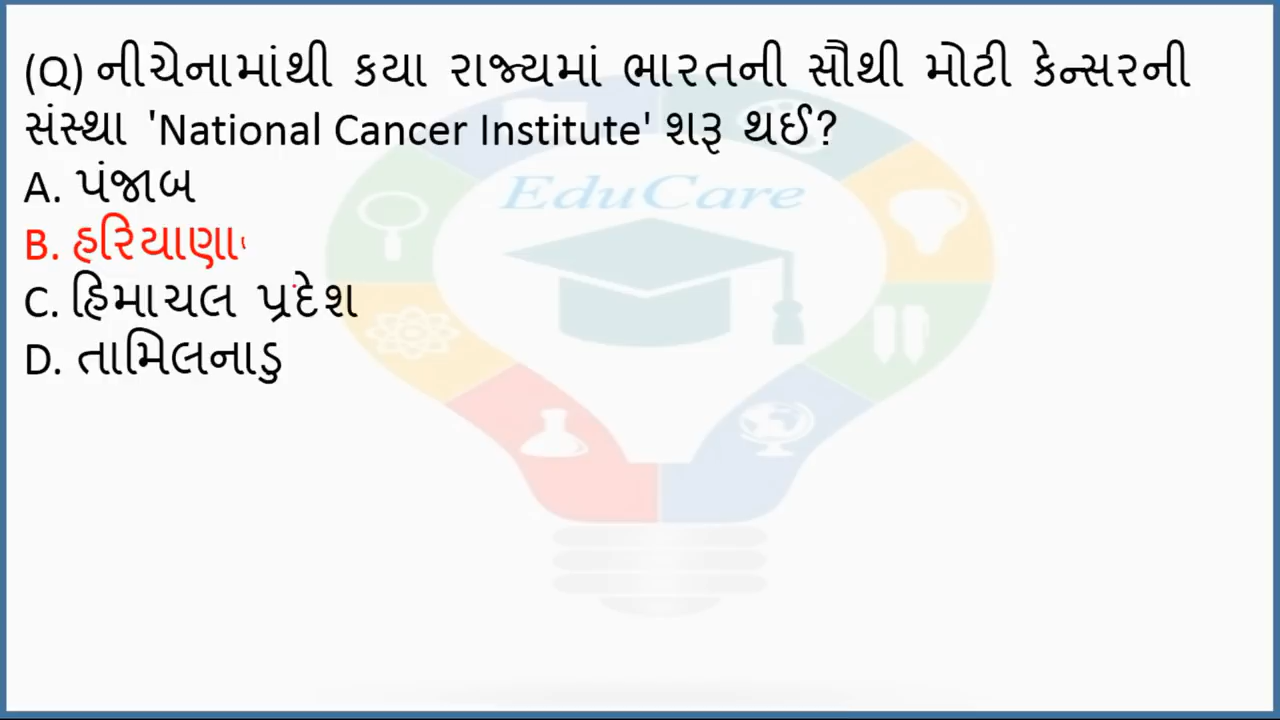 (Q) નીચેનામાંથી કયા રાજ્યમાં ભારતની સૌથી મોટી કેન્સરની
સંસ્થા 'National Cancer Institute' શરૂ થઈ?
A. પંજાબ
B. હરિયાણા
C. હિમાચલ પ્રદેશ
D. તામિલનાડુ
EduCare